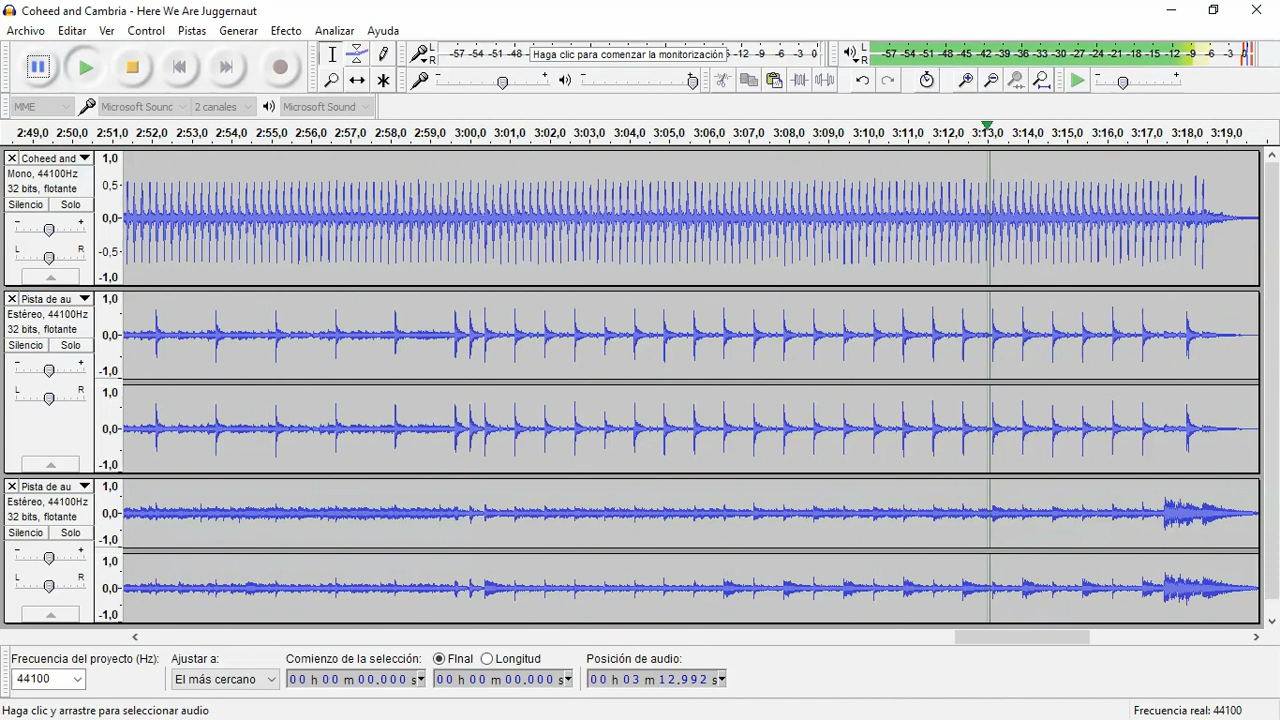 Coheed and Cambria - Here We Are Juggernaut
Archivo Editar Ver Control Pistas Generar Efecto Analizar Ayuda
L R -57 -54 -51 -48 Haga clic para comenzar la monitorización -12 -9 -6 -3 0 L R -57 -54 -51 -48 -45 -42 -39 -36 -33 -30 -27 -24 -21 -18 -15 -12 -9 -6 -3 0
- + - + - +
MME Microsoft Sound 2 canales Microsoft Sound
2:49,0 2:50,0 2:51,0 2:52,0 2:53,0 2:54,0 2:55,0 2:56,0 2:57,0 2:58,0 2:59,0 3:00,0 3:01,0 3:02,0 3:03,0 3:04,0 3:05,0 3:06,0 3:07,0 3:08,0 3:09,0 3:10,0 3:11,0 3:12,0 3:13,0 3:14,0 3:15,0 3:16,0 3:17,0 3:18,0 3:19,0
Coheed and 1,0
Mono, 44100Hz
32 bits, flotante 0,5
Silencio Solo
- + 0,0
L R -0,5
-1,0
Pista de au 1,0
Estéreo, 44100Hz
32 bits, flotante 0,0
Silencio Solo
- + -1,0
L R 1,0
0,0
-1,0
Pista de au 1,0
Estéreo, 44100Hz
32 bits, flotante 0,0
Silencio Solo -1,0
- + 1,0
L R 0,0
-1,0
Frecuencia del proyecto (Hz): Ajustar a: Comienzo de la selección: FInal Longitud Posición de audio:
44100 El más cercano 00 h 00 m 00.000 s 00 h 00 m 00.000 s 00 h 03 m 12.992 s
Haga clic y arrastre para seleccionar audio Frecuencia real: 44100